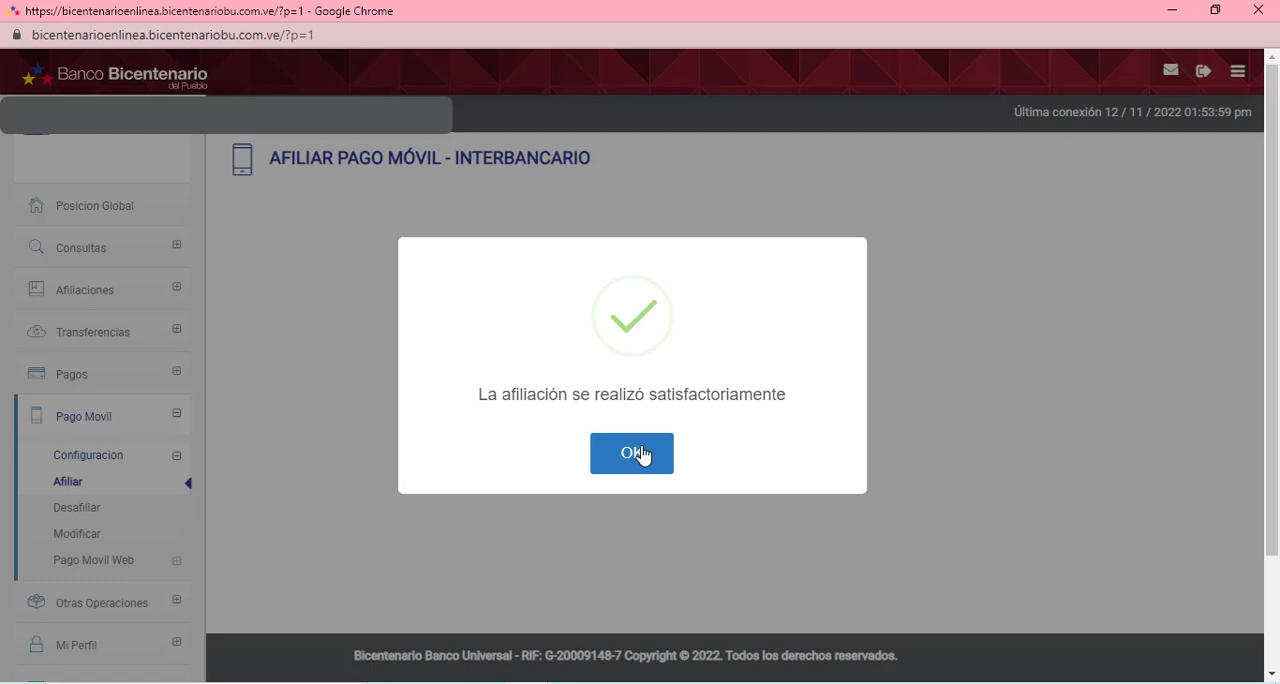 https://bicentenarioenlinea.bicentenariobu.com.ve/?p=1 - Google Chrome
bicentenarioenlinea.bicentenariobu.com.ve/?p=1
Banco Bicentenario
del Pueblo
Última conexión 12 / 11 / 2022 01:53:59 pm
AFILIAR PAGO MÓVIL - INTERBANCARIO
Posicion Global
Consultas
Afiliaciones
Transferencias
Pagos
Pago Movil
Configuracion
Afiliar
Desafiliar
Modificar
Pago Movil Web
Otras Operaciones
Mi Perfil
La afiliación se realizó satisfactoriamente
OK
Bicentenario Banco Universal - RIF: G-20009148-7 Copyright © 2022. Todos los derechos reservados.